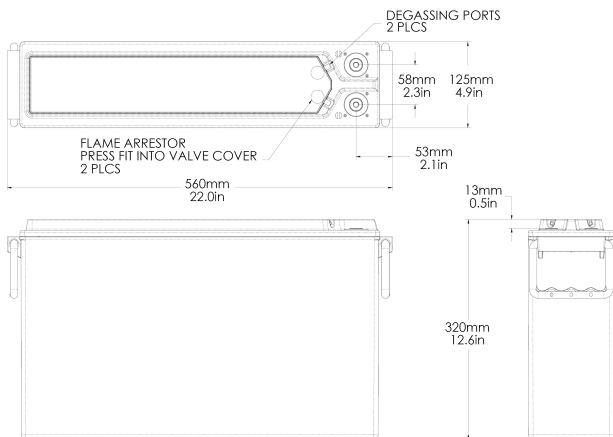 DEGASSING PORTS
2 PLCS
58mm
2.3in
125mm
4.9in
FLAME ARRESTOR
PRESS FIT INTO VALVE COVER
2 PLCS
53mm
2.1in
560mm
22.0in
13mm
0.5in
320mm
12.6in